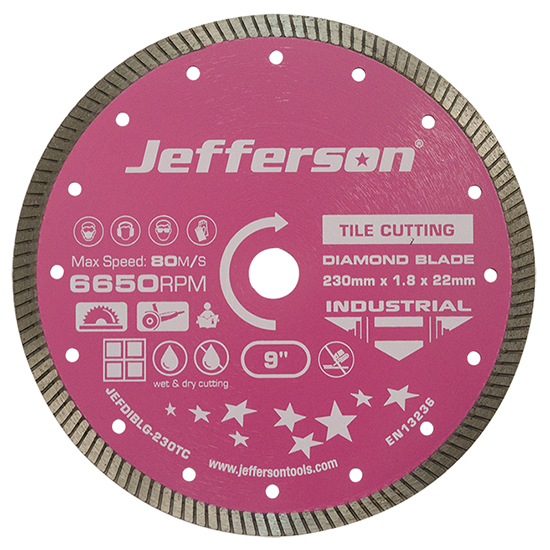 Jefferson®
TILE CUTTING
Max Speed: 80M/S
6650RPM
DIAMOND BLADE
230mm x 1.8 x 22mm
INDUSTRIAL
9"
wet & dry cutting
JEFDIBLG-230TC
www.jeffersontools.com
EN13236